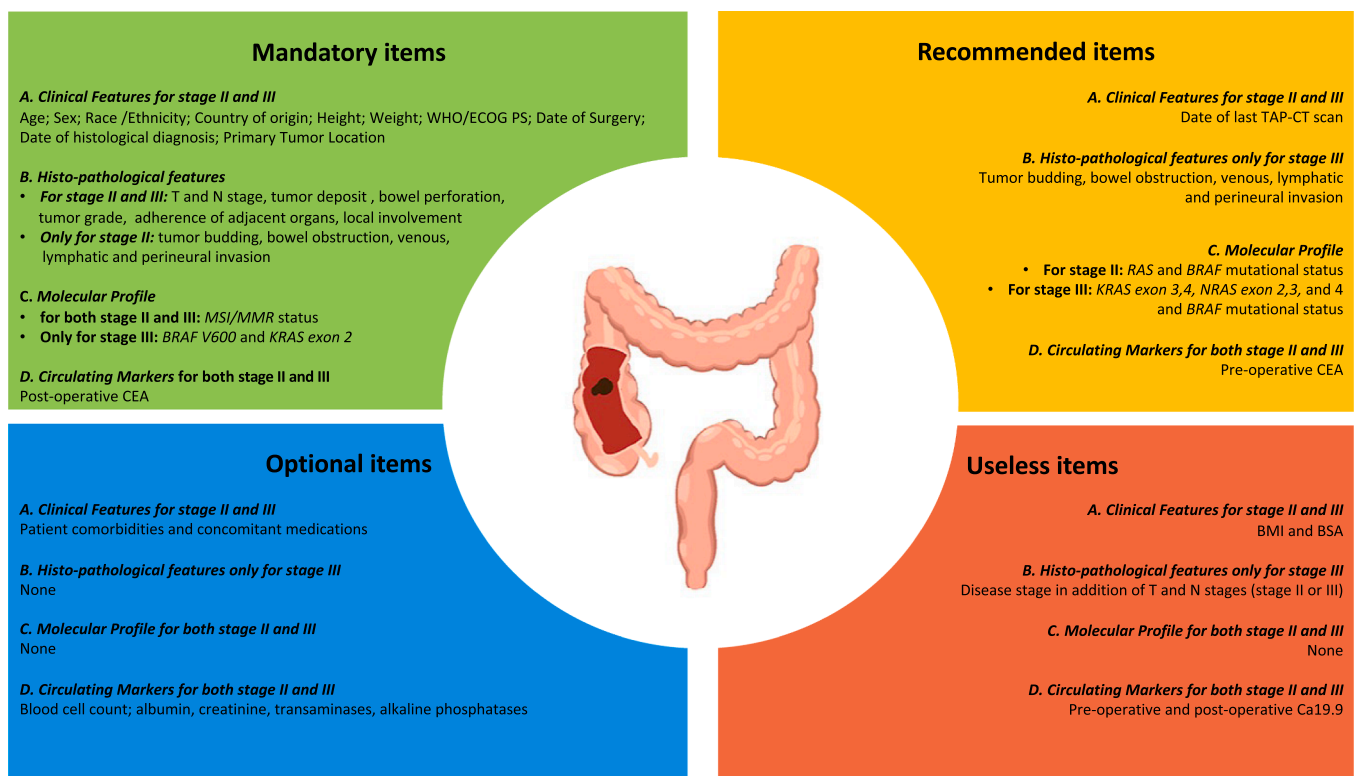 Mandatory items
A. Clinical Features for stage II and III
Age; Sex; Race /Ethnicity; Country of origin; Height; Weight; WHO/ECOG PS; Date of Surgery;
Date of histological diagnosis; Primary Tumor Location
B. Histo-pathological features
• For stage II and III: T and N stage, tumor deposit , bowel perforation,
tumor grade, adherence of adjacent organs, local involvement
• Only for stage II: tumor budding, bowel obstruction, venous,
lymphatic and perineural invasion
C. Molecular Profile
• for both stage II and III: MSI/MMR status
• Only for stage III: BRAF V600 and KRAS exon 2
D. Circulating Markers for both stage II and III
Post-operative CEA
Recommended items
A. Clinical Features for stage II and III
Date of last TAP-CT scan
B. Histo-pathological features only for stage III
Tumor budding, bowel obstruction, venous, lymphatic
and perineural invasion
C. Molecular Profile
• For stage II: RAS and BRAF mutational status
• For stage III: KRAS exon 3,4, NRAS exon 2,3, and 4
and BRAF mutational status
D. Circulating Markers for both stage II and III
Pre-operative CEA
Optional items
A. Clinical Features for stage II and III
Patient comorbidities and concomitant medications
B. Histo-pathological features only for stage III
None
C. Molecular Profile for both stage II and III
None
D. Circulating Markers for both stage II and III
Blood cell count; albumin, creatinine, transaminases, alkaline phosphatases
Useless items
A. Clinical Features for stage II and III
BMI and BSA
B. Histo-pathological features only for stage III
Disease stage in addition of T and N stages (stage II or III)
C. Molecular Profile for both stage II and III
None
D. Circulating Markers for both stage II and III
Pre-operative and post-operative Ca19.9